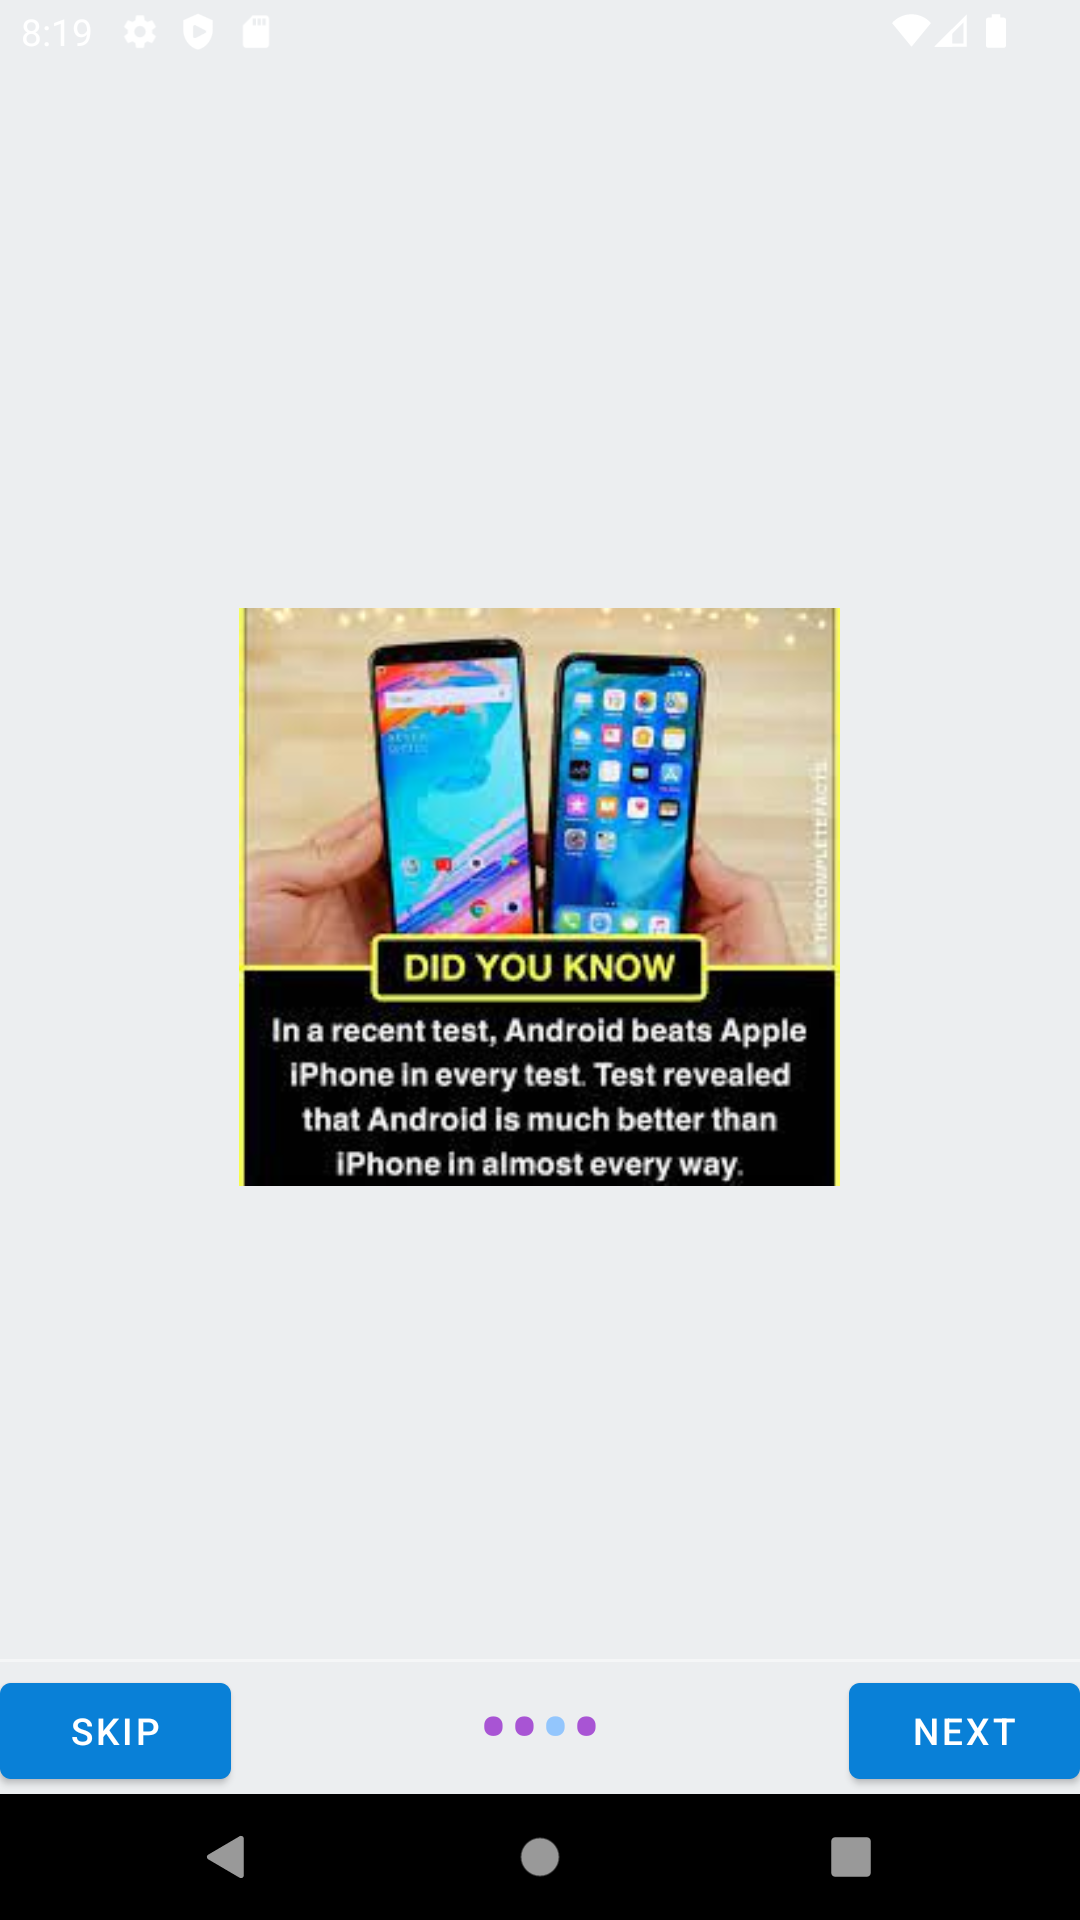 8:19
©THECOMPLETEFACTS
DID YOU KNOW
In a recent test, Android beats Apple
iPhone in every test. Test revealed
that Android is much better than
iPhone in almost every way.
SKIP
NEXT